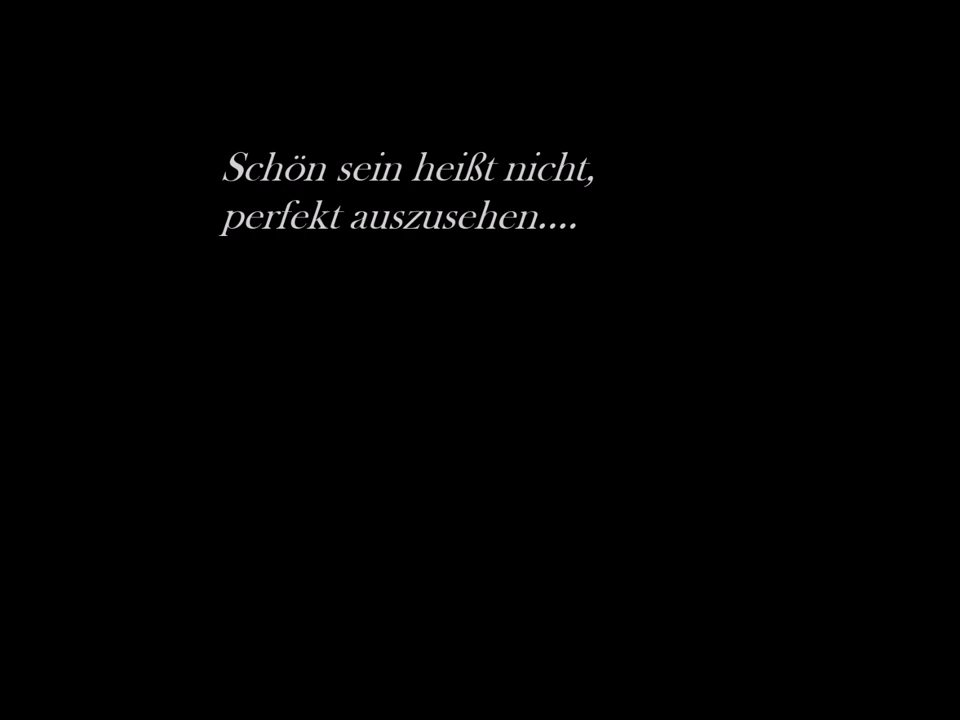 Schön sein heißt nicht,
perfekt auszusehen....